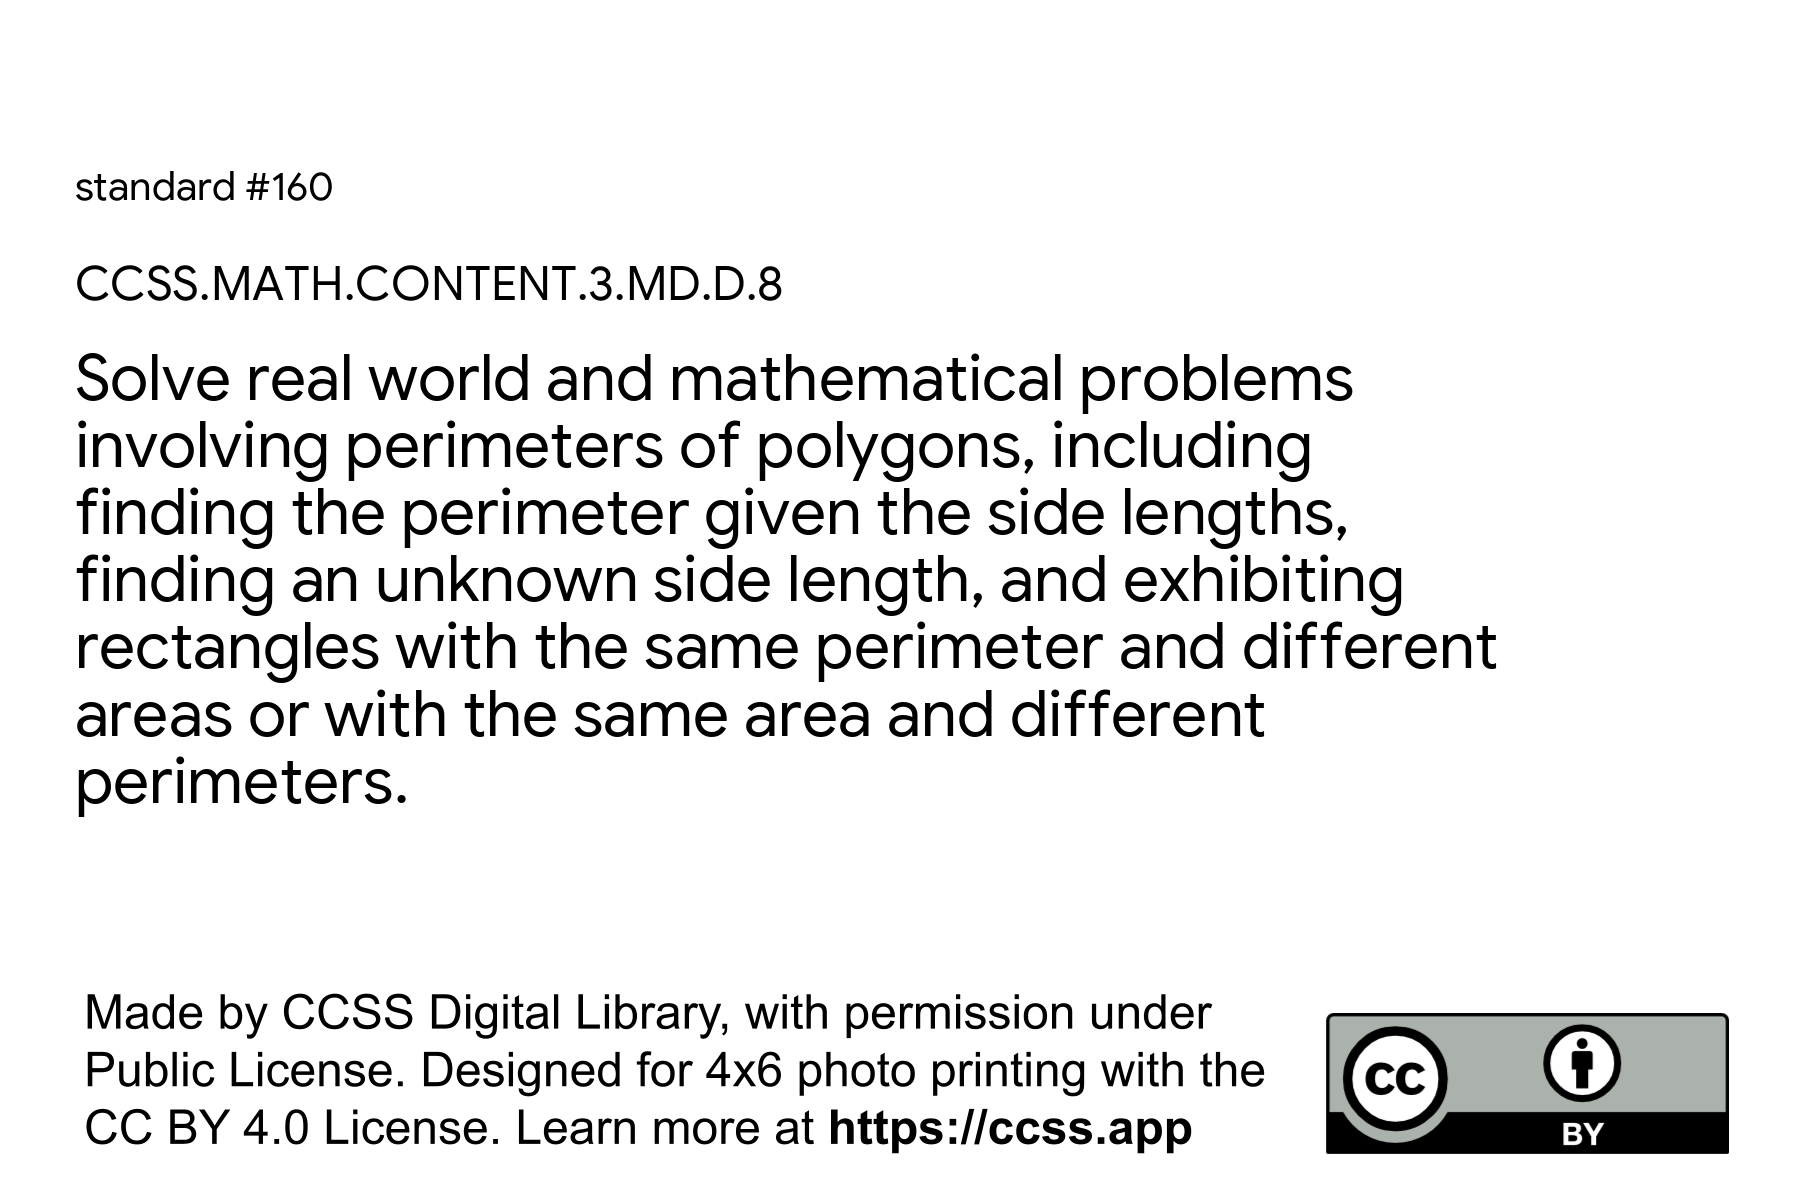 standard #160
CCSS.MATH.CONTENT.3.MD.D.8
Solve real world and mathematical problems
involving perimeters of polygons, including
finding the perimeter given the side lengths,
finding an unknown side length, and exhibiting
rectangles with the same perimeter and different
areas or with the same area and different
perimeters.
Made by CCSS Digital Library, with permission under
Public License. Designed for 4x6 photo printing with the
CC BY 4.0 License. Learn more at https://ccss.app
CC
BY